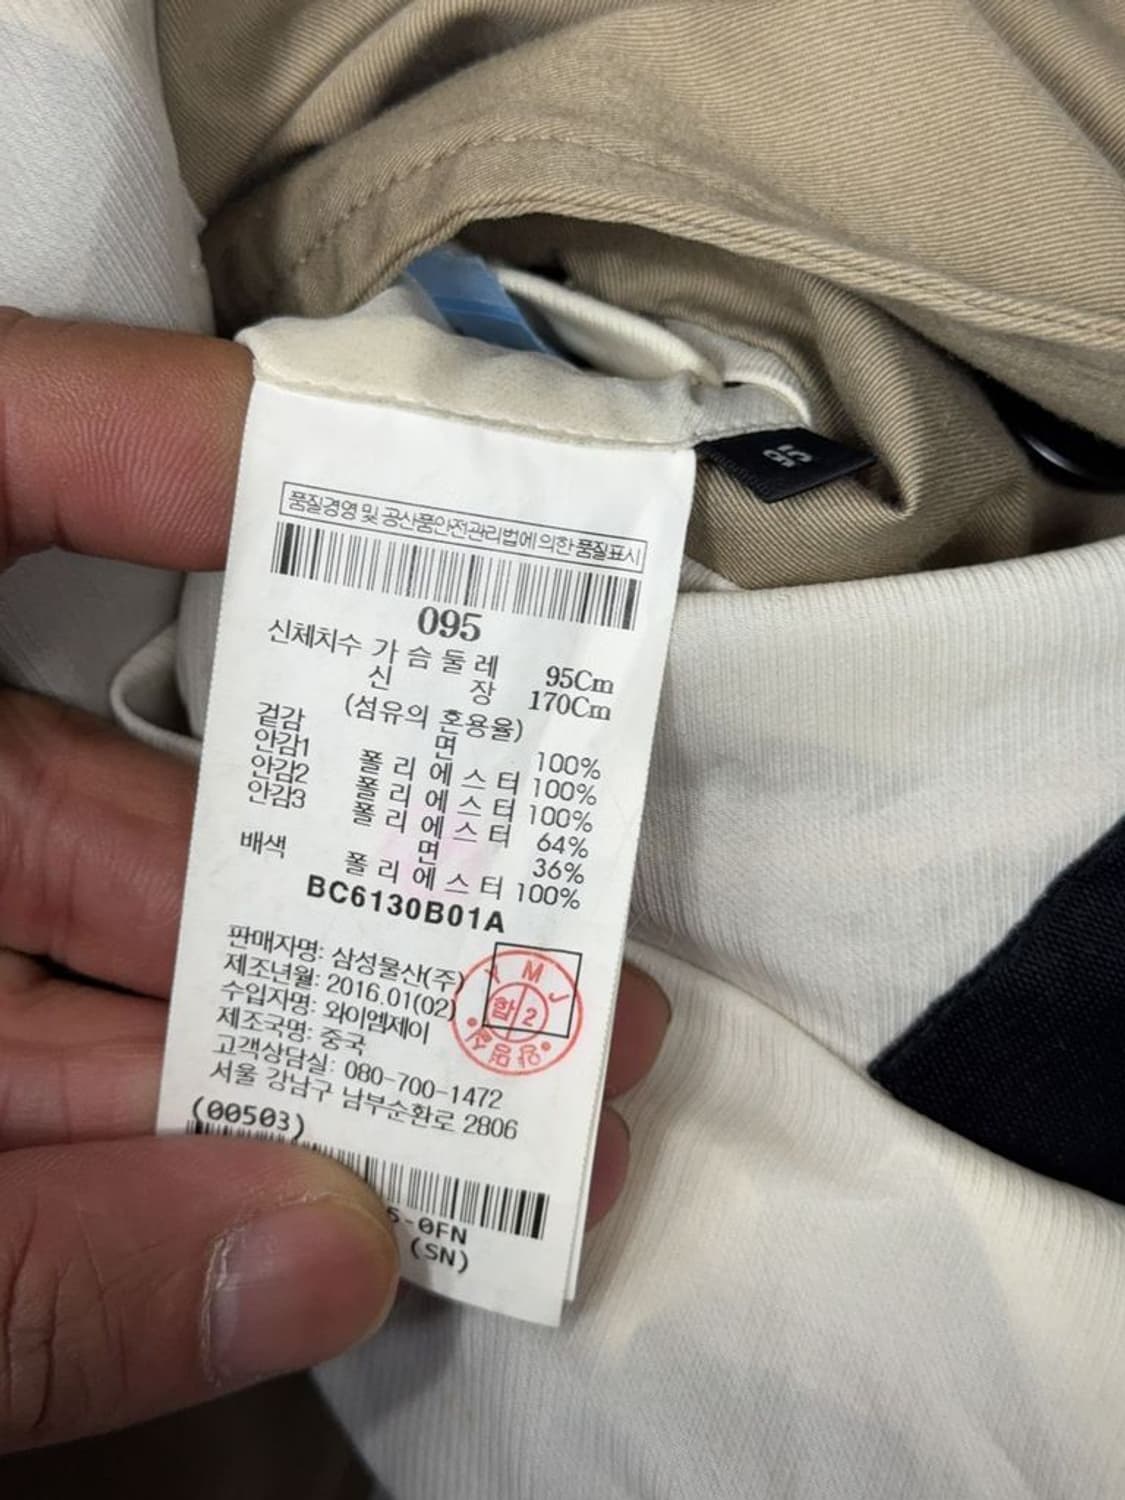 95
품질경영 및 공산품안전관리법에 의한 품질표시
095
신체치수 가슴둘레 95Cm
신장 170Cm
(섬유의 혼용율)
겉감 면 100%
안감1 폴리에스터 100%
안감2 폴리에스터 100%
안감3 폴리에스터 64%
면 36%
배색 폴리에스터 100%
BC6130B01A
판매자명: 삼성물산(주)
제조년월: 2016.01(02)
수입자명: 와이엠제이
제조국명: 중국
고객상담실: 080-700-1472
서울 강남구 남부순환로 2806
Y M J
합 2
(00503)
5-0FN
(SN)